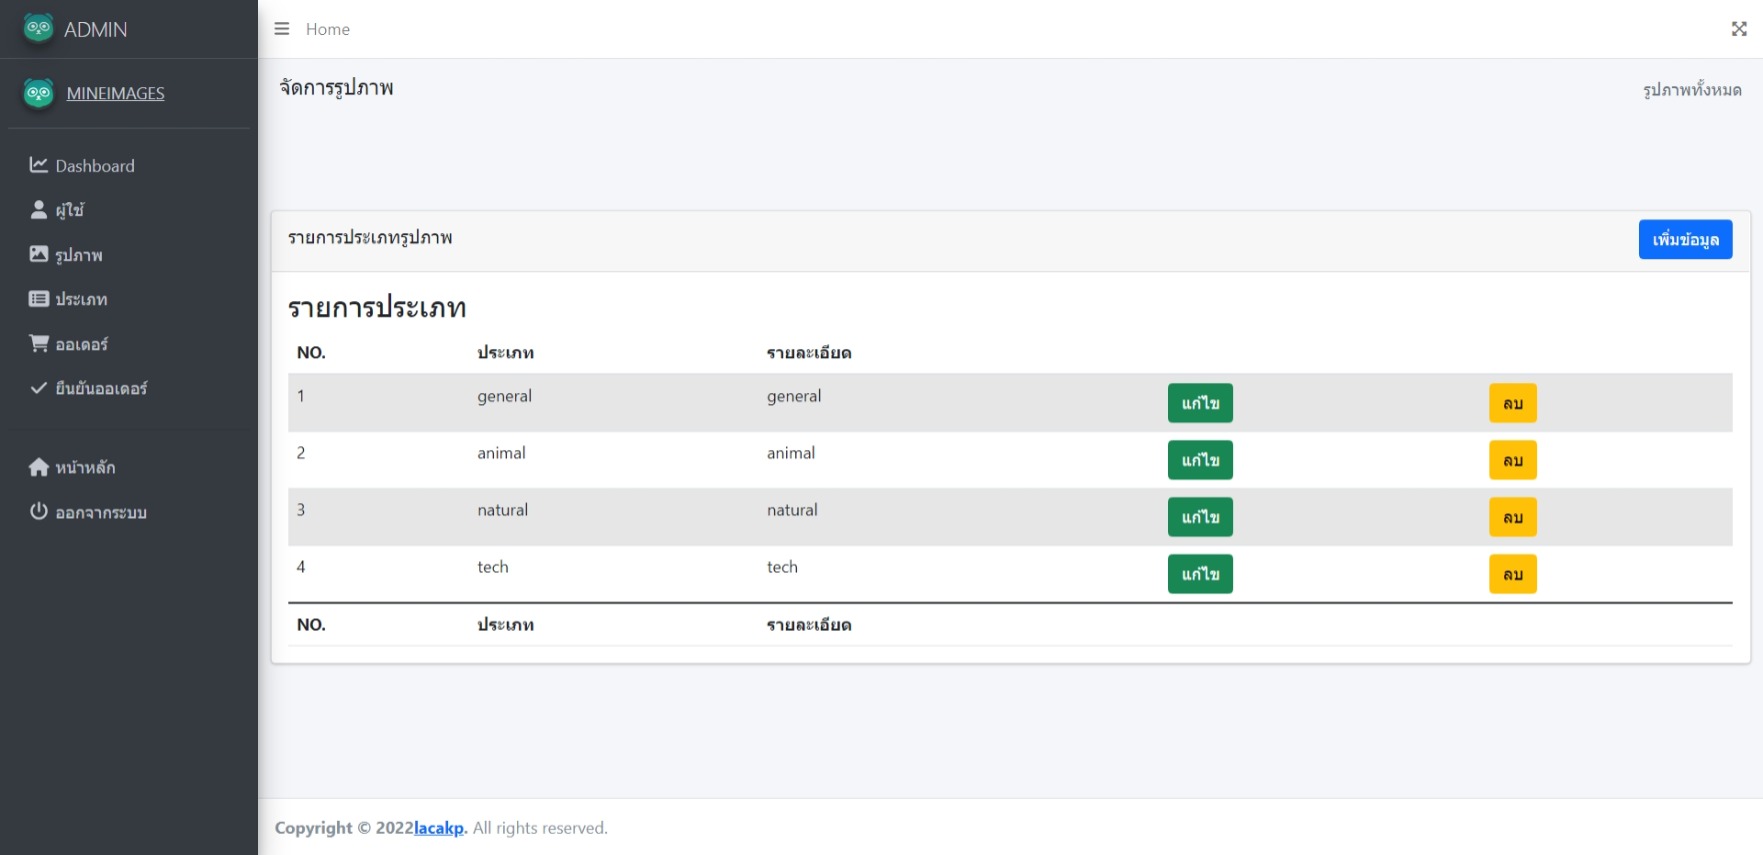 ADMIN
MINEIMAGES
Dashboard
ผู้ใช้
รูปภาพ
ประเภท
ออเดอร์
ยืนยันออเดอร์
หน้าหลัก
ออกจากระบบ
Home
จัดการรูปภาพ
รูปภาพทั้งหมด
รายการประเภทรูปภาพ
เพิ่มข้อมูล
รายการประเภท
NO. ประเภท รายละเอียด
1 general general แก้ไข ลบ
2 animal animal แก้ไข ลบ
3 natural natural แก้ไข ลบ
4 tech tech แก้ไข ลบ
NO. ประเภท รายละเอียด
Copyright © 2022lacakp. All rights reserved.